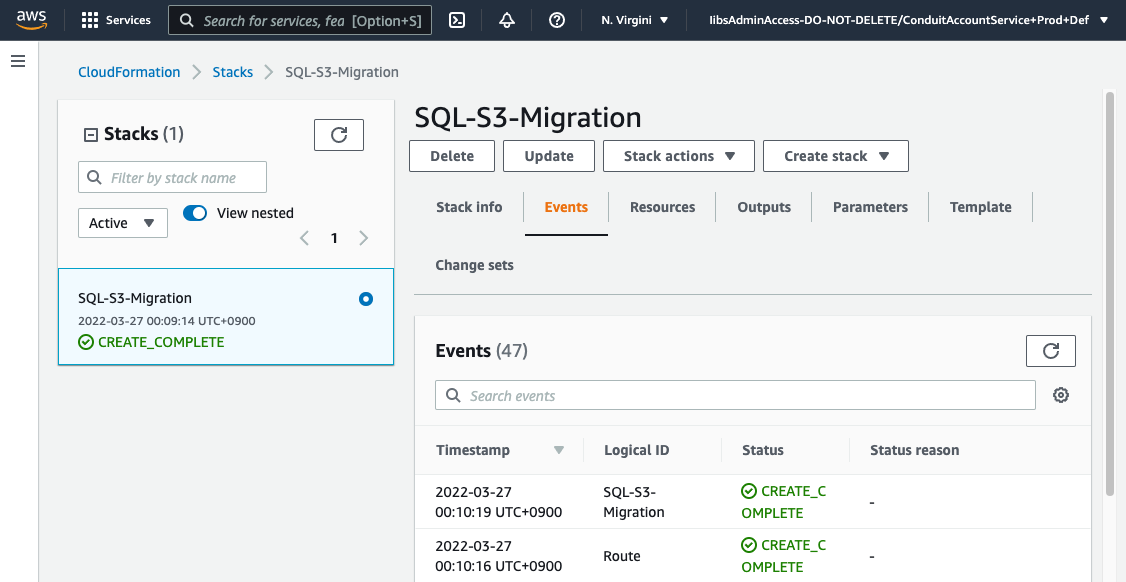 aws Services Search for services, fea [Option+S] N. Virgini IibsAdminAccess-DO-NOT-DELETE/ConduitAccountService+Prod+Def
CloudFormation Stacks SQL-S3-Migration
Stacks (1)
Filter by stack name
Active View nested
1
SQL-S3-Migration
2022-03-27 00:09:14 UTC+0900
CREATE_COMPLETE
SQL-S3-Migration
Delete Update Stack actions Create stack
Stack info Events Resources Outputs Parameters Template
Change sets
Events (47)
Search events
Timestamp Logical ID Status Status reason
2022-03-27 SQL-S3- CREATE_C
00:10:19 UTC+0900 Migration OMPLETE -
2022-03-27 CREATE_C
00:10:16 UTC+0900 Route OMPLETE -